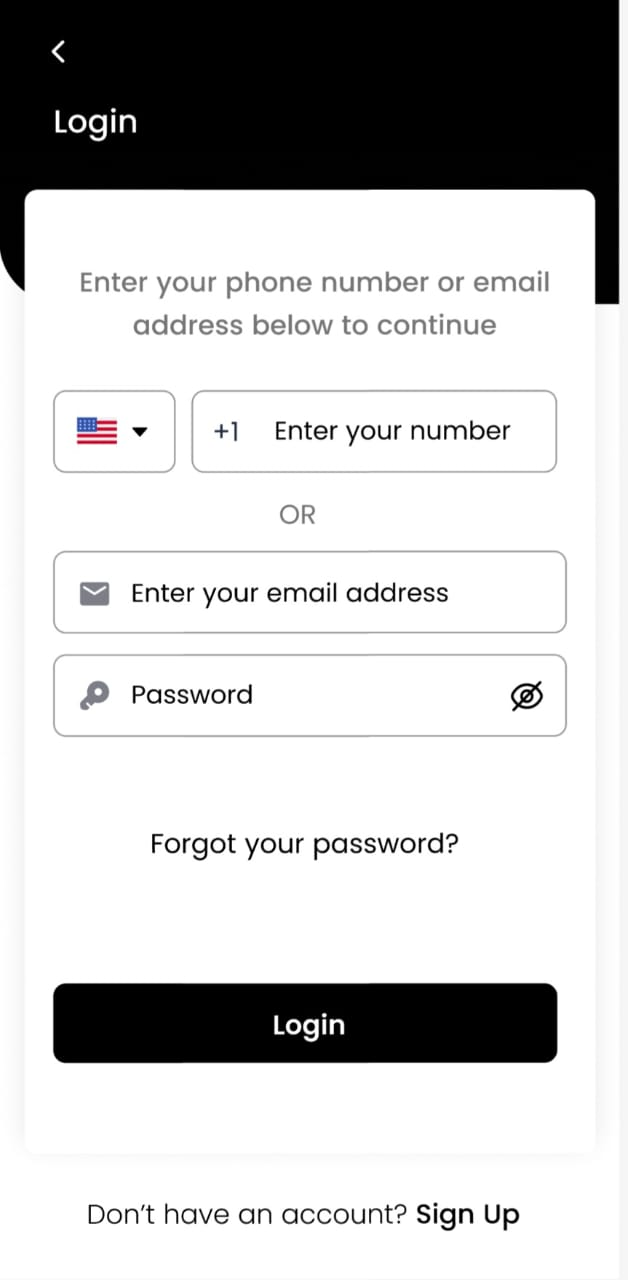 Login
Enter your phone number or email
address below to continue
+1 Enter your number
OR
Enter your email address
Password
Forgot your password?
Login
Don’t have an account? Sign Up